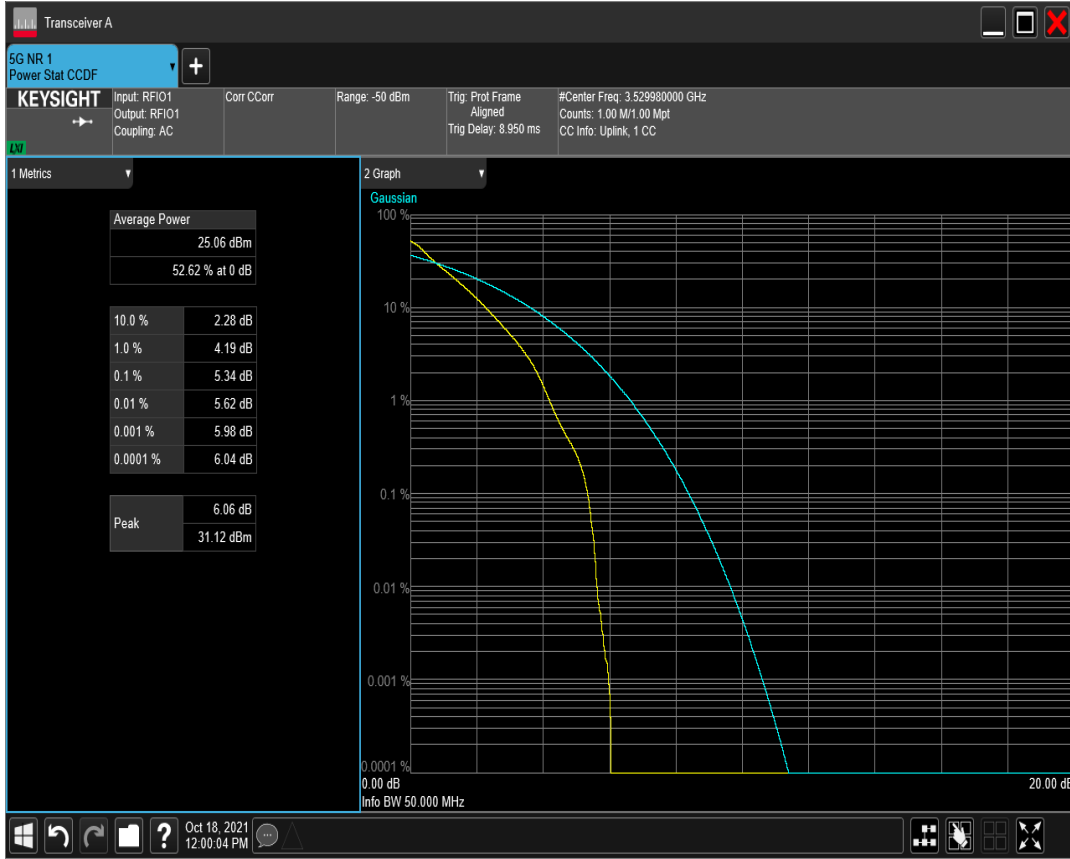 Transceiver A
5G NR 1
Power Stat CCDF
KEYSIGHT
LXI
Input: RFIO1
Output: RFIO1
Coupling: AC
Corr CCorr
Range: -50 dBm
Trig: Prot Frame
Aligned
Trig Delay: 8.950 ms
#Center Freq: 3.529980000 GHz
Counts: 1.00 M/1.00 Mpt
CC Info: Uplink, 1 CC
1 Metrics
Average Power
25.06 dBm
52.62 % at 0 dB
10.0 % 2.28 dB
1.0 % 4.19 dB
0.1 % 5.34 dB
0.01 % 5.62 dB
0.001 % 5.98 dB
0.0001 % 6.04 dB
Peak 6.06 dB
31.12 dBm
2 Graph
Gaussian
100 %
10 %
1 %
0.1 %
0.01 %
0.001 %
0.0001 %
0.00 dB 20.00 dB
Info BW 50.000 MHz
Oct 18, 2021
12:00:04 PM